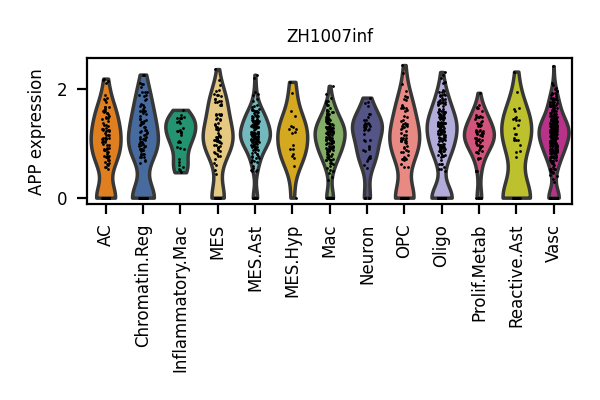 ZH1007inf
APP expression
2
0
AC
Chromatin.Reg
Inflammatory.Mac
MES
MES.Ast
MES.Hyp
Mac
Neuron
OPC
Oligo
Prolif.Metab
Reactive.Ast
Vasc